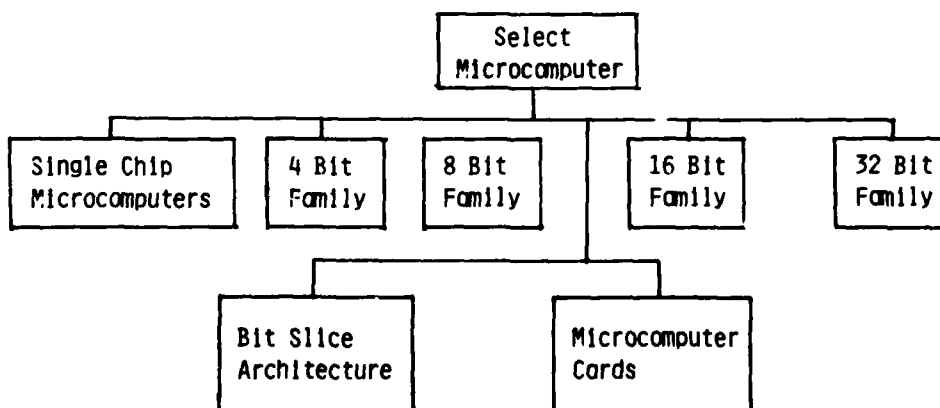 Select
Microcomputer
Single Chip
Microcomputers
4 Bit
Family
8 Bit
Family
16 Bit
Family
32 Bit
Family
Bit Slice
Architecture
Microcomputer
Cards